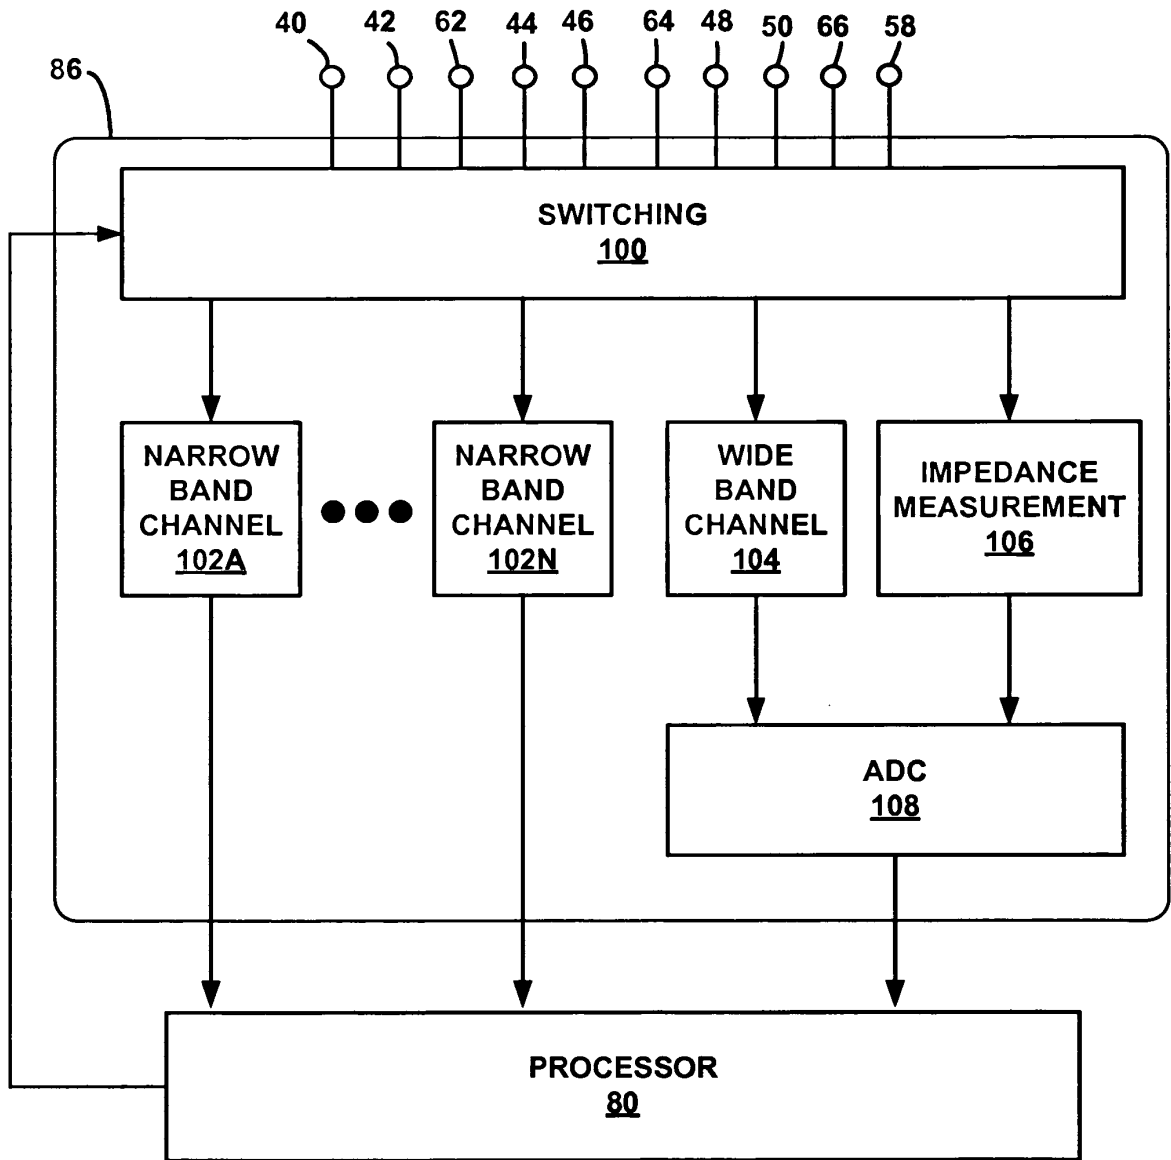 40 42 62 44 46 64 48 50 66 58
86
SWITCHING
100
NARROW
BAND
CHANNEL
102A
NARROW
BAND
CHANNEL
102N
WIDE
BAND
CHANNEL
104
IMPEDANCE
MEASUREMENT
106
ADC
108
PROCESSOR
80